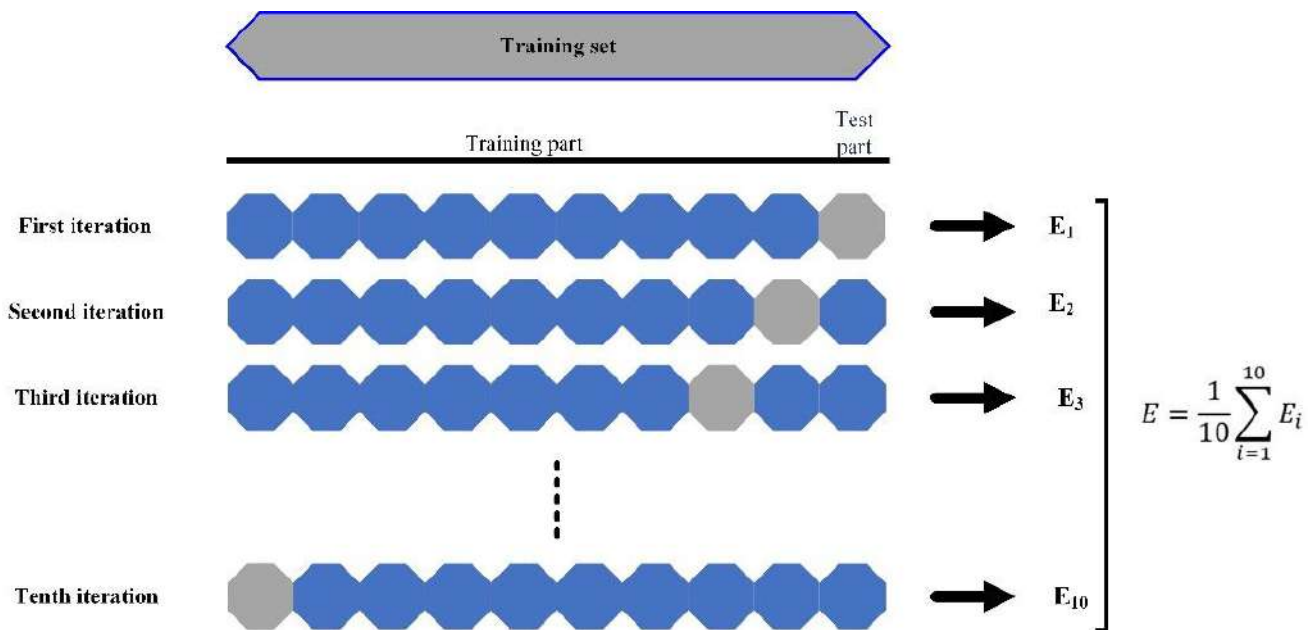 Training set
Training part
Test
part
First iteration
E₁
Second iteration
E₂
Third iteration
E₃
E = 1/10 ∑_{i=1}^{10} E_i
Tenth iteration
E₁₀